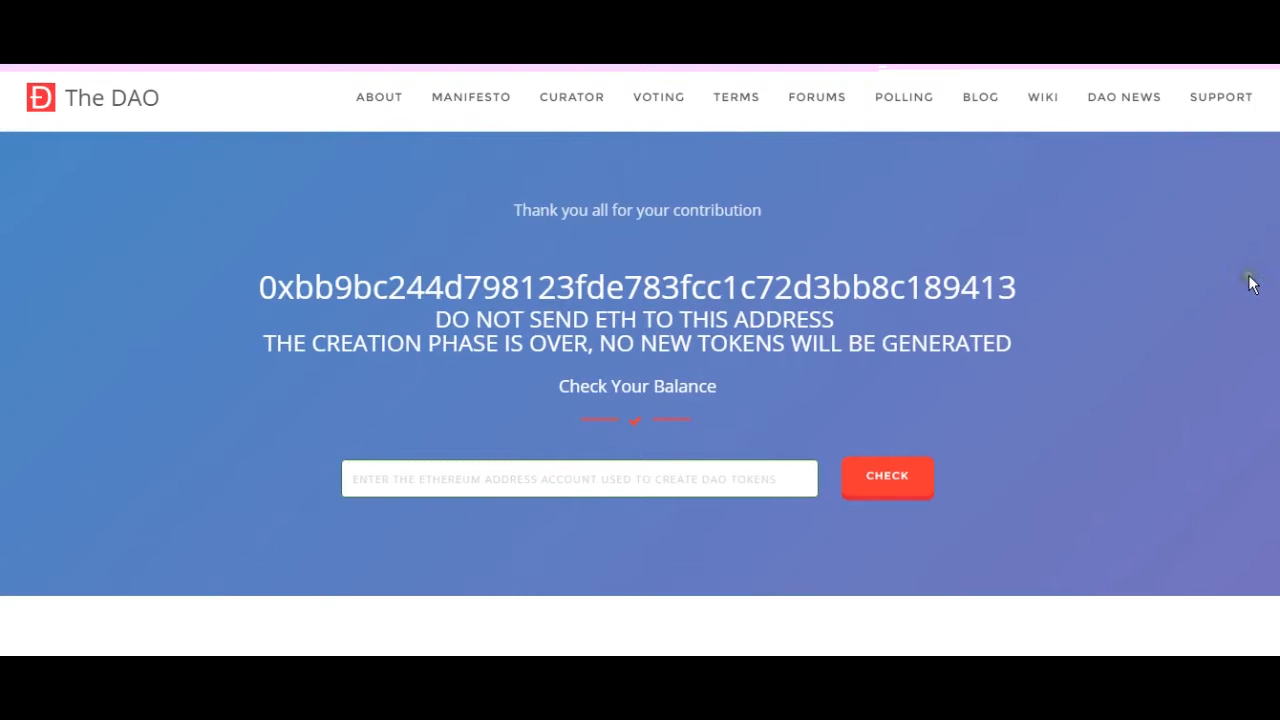 Đ The DAO
ABOUT MANIFESTO CURATOR VOTING TERMS FORUMS POLLING BLOG WIKI DAO NEWS SUPPORT
Thank you all for your contribution
0xbb9bc244d798123fde783fcc1c72d3bb8c189413
DO NOT SEND ETH TO THIS ADDRESS
THE CREATION PHASE IS OVER, NO NEW TOKENS WILL BE GENERATED
Check Your Balance
ENTER THE ETHEREUM ADDRESS ACCOUNT USED TO CREATE DAO TOKENS
CHECK